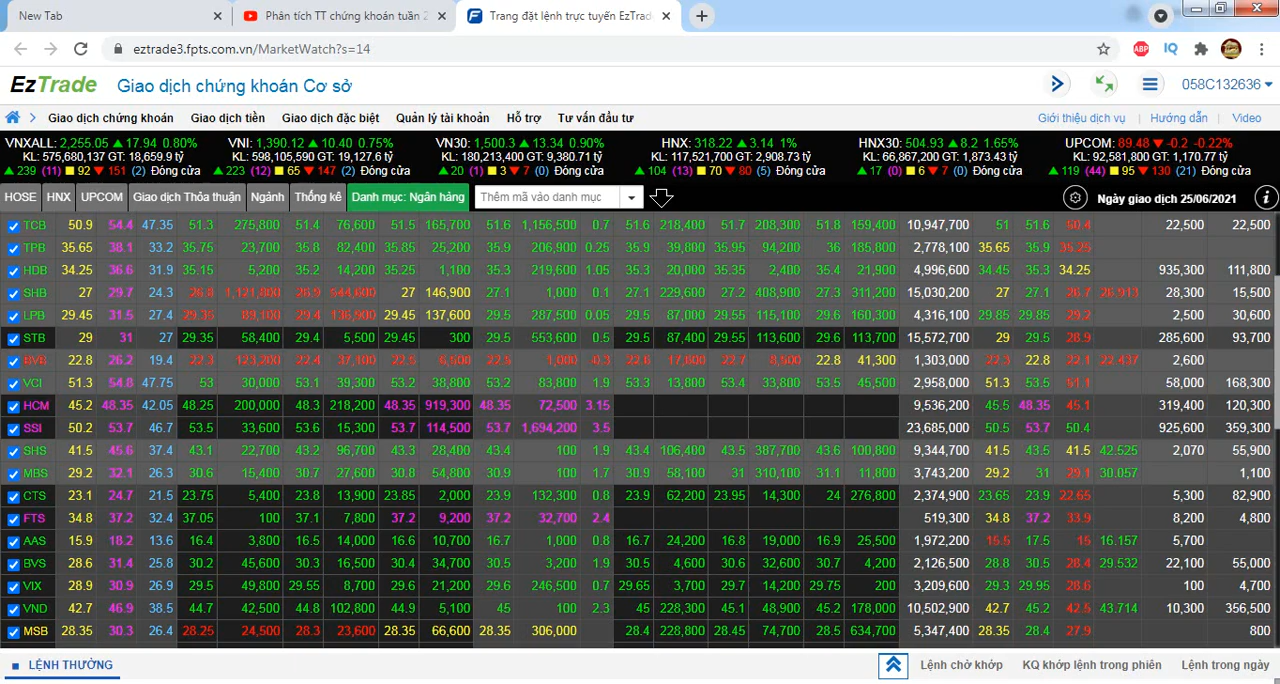 New Tab
Phân tích TT chứng khoán tuần 2
Trang đặt lệnh trực tuyến EzTrad
eztrade3.fpts.com.vn/MarketWatch?s=14
ABP IQ
EzTrade Giao dịch chứng khoán Cơ sở 058C132636
Giao dịch chứng khoán Giao dịch tiền Giao dịch đặc biệt Quản lý tài khoản Hỗ trợ Tư vấn đầu tư Giới thiệu dịch vụ | Hướng dẫn | Video
VNXALL: 2,255.05 ▲ 17.94 0.80% VNI: 1,390.12 ▲ 10.40 0.75% VN30: 1,500.3 ▲ 13.34 0.90% HNX: 318.22 ▲ 3.14 1% HNX30: 504.93 ▲ 8.2 1.65% UPCOM: 89.48 ▼ -0.2 -0.22%
KL: 575,680,137 GT: 18,659.9 tỷ KL: 598,105,590 GT: 19,127.6 tỷ KL: 180,213,400 GT: 9,380.71 tỷ KL: 117,521,700 GT: 2,908.73 tỷ KL: 66,867,200 GT: 1,873.43 tỷ KL: 92,581,800 GT: 1,170.77 tỷ
▲ 239 (11) ■ 92 ▼ 151 (2) Đóng cửa ▲ 223 (12) ■ 65 ▼ 147 (2) Đóng cửa ▲ 20 (1) ■ 3 ▼ 7 (0) Đóng cửa ▲ 104 (13) ■ 70 ▼ 80 (5) Đóng cửa ▲ 17 (0) ■ 6 ▼ 7 (0) Đóng cửa ▲ 119 (44) ■ 95 ▼ 130 (21) Đóng cửa
HOSE HNX UPCOM Giao dịch Thỏa thuận Ngành Thống kê Danh mục: Ngân hàng Thêm mã vào danh mục Ngày giao dịch 25/06/2021
TCB 50.9 54.4 47.35 51.3 275,800 51.4 76,600 51.5 165,700 51.6 1,156,500 0.7 51.6 218,400 51.7 208,300 51.8 159,400 10,947,700 51 51.6 50.4 22,500 22,500
TPB 35.65 38.1 33.2 35.75 23,700 35.8 82,400 35.85 25,200 35.9 206,900 0.25 35.9 39,800 35.95 94,200 36 185,800 2,778,100 35.65 35.9 35.25
HDB 34.25 36.6 31.9 35.15 5,200 35.2 14,200 35.25 1,100 35.3 219,600 1.05 35.3 20,000 35.35 2,400 35.4 21,900 4,996,600 34.45 35.3 34.25 935,300 111,800
SHB 27 29.7 24.3 26.8 1,121,800 26.9 544,600 27 146,900 27.1 1,000 0.1 27.1 229,600 27.2 408,900 27.3 311,200 15,030,200 27 27.1 26.7 26.913 28,300 15,500
LPB 29.45 31.5 27.4 29.35 89,100 29.4 136,900 29.45 137,600 29.5 287,500 0.05 29.5 87,000 29.55 115,100 29.6 160,300 4,316,100 29.85 29.85 29.2 2,500 30,600
STB 29 31 27 29.35 58,400 29.4 5,500 29.45 300 29.5 553,600 0.5 29.5 87,400 29.55 113,600 29.6 113,700 15,572,700 29 29.5 28.9 285,600 93,700
BVB 22.8 26.2 19.4 22.3 123,200 22.4 37,400 22.5 6,500 22.5 1,000 -0.3 22.6 17,600 22.7 8,500 22.8 41,300 1,303,000 22.3 22.8 22.1 22.437 2,600
VCI 51.3 54.8 47.75 53 30,000 53.1 39,300 53.2 38,800 53.2 83,800 1.9 53.3 13,800 53.4 33,800 53.5 45,500 2,958,000 51.3 53.5 51.1 58,000 168,300
HCM 45.2 48.35 42.05 48.25 200,000 48.3 218,200 48.35 919,300 48.35 72,500 3.15 9,536,200 45.5 48.35 45.1 319,400 120,300
SSI 50.2 53.7 46.7 53.5 33,600 53.6 15,300 53.7 114,500 53.7 1,694,200 3.5 23,685,000 50.5 53.7 50.4 925,600 359,300
SHS 41.5 45.6 37.4 43.1 22,700 43.2 96,700 43.3 28,400 43.4 100 1.9 43.4 106,400 43.5 387,700 43.6 100,800 9,344,700 41.5 43.5 41.5 42.525 2,070 55,900
MBS 29.2 32.1 26.3 30.6 15,400 30.7 27,600 30.8 54,800 30.9 100 1.7 30.9 58,100 31 310,100 31.1 11,800 3,743,200 29.2 31 29.1 30.057 1,100
CTS 23.1 24.7 21.5 23.75 5,400 23.8 13,900 23.85 2,000 23.9 132,300 0.8 23.9 62,200 23.95 14,300 24 276,800 2,374,900 23.65 23.9 22.65 5,300 82,900
FTS 34.8 37.2 32.4 37.05 100 37.1 7,800 37.2 9,200 37.2 32,700 2.4 519,300 34.8 37.2 33.9 8,200 4,800
AAS 15.9 18.2 13.6 16.4 3,800 16.5 14,000 16.6 10,700 16.7 1,000 0.8 16.7 24,200 16.8 19,000 16.9 25,500 1,972,200 15.5 17.5 15 16.157 5,700
BVS 28.6 31.4 25.8 30.2 45,600 30.3 16,500 30.4 34,700 30.5 3,200 1.9 30.5 4,600 30.6 32,600 30.7 4,200 2,126,500 28.8 30.5 28.4 29.532 22,100 55,000
VIX 28.9 30.9 26.9 29.5 49,800 29.55 8,700 29.6 21,200 29.6 246,500 0.7 29.65 3,700 29.7 14,200 29.75 200 3,209,600 29.3 29.95 28.6 100 4,700
VND 42.7 46.9 38.5 44.7 42,500 44.8 102,800 44.9 5,100 45 100 2.3 45 228,300 45.1 48,900 45.2 178,000 10,502,900 42.7 45.2 42.5 43.714 10,300 356,500
MSB 28.35 30.3 26.4 28.25 24,500 28.3 23,600 28.35 66,600 28.35 306,000 28.4 228,800 28.45 74,700 28.5 634,700 5,347,400 28.35 28.4 27.9 800
LỆNH THƯỜNG Lệnh chờ khớp KQ khớp lệnh trong phiên Lệnh trong ngày